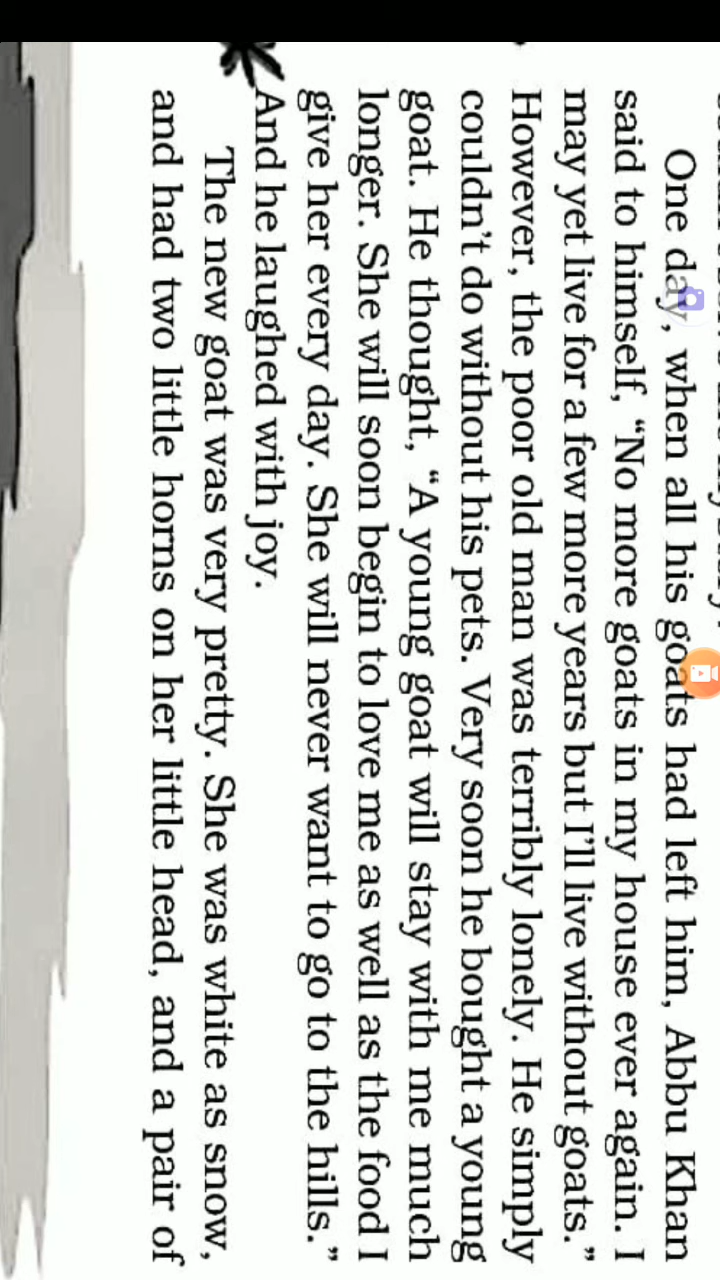 One day, when all his goats had left him, Abbu Khan
said to himself, “No more goats in my house ever again. I
may yet live for a few more years but I’ll live without goats.”
However, the poor old man was terribly lonely. He simply
couldn’t do without his pets. Very soon he bought a young
goat. He thought, “A young goat will stay with me much
longer. She will soon begin to love me as well as the food I
give her every day. She will never want to go to the hills.”
And he laughed with joy.
The new goat was very pretty. She was white as snow,
and had two little horns on her little head, and a pair of